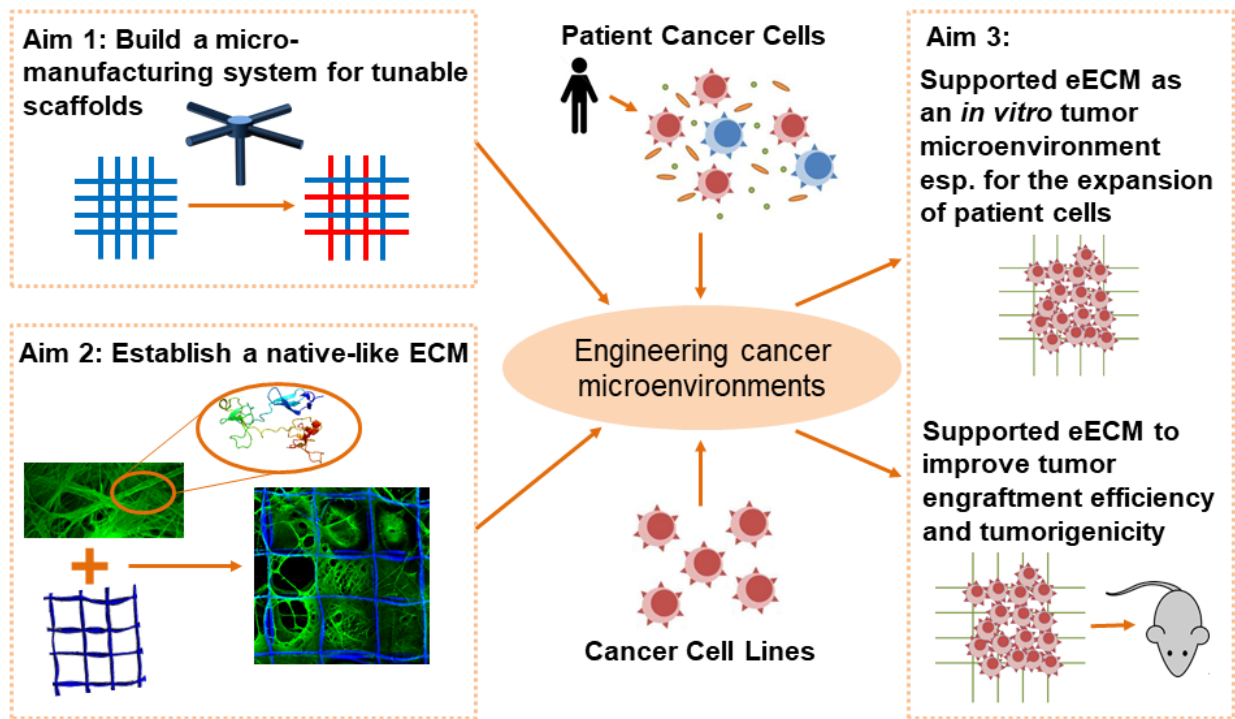 Aim 1: Build a micro-
manufacturing system for tunable
scaffolds
Patient Cancer Cells
Aim 3:
Supported eECM as
an in vitro tumor
microenvironment
esp. for the expansion
of patient cells
Aim 2: Establish a native-like ECM
Engineering cancer
microenvironments
Supported eECM to
improve tumor
engraftment efficiency
and tumorigenicity
Cancer Cell Lines